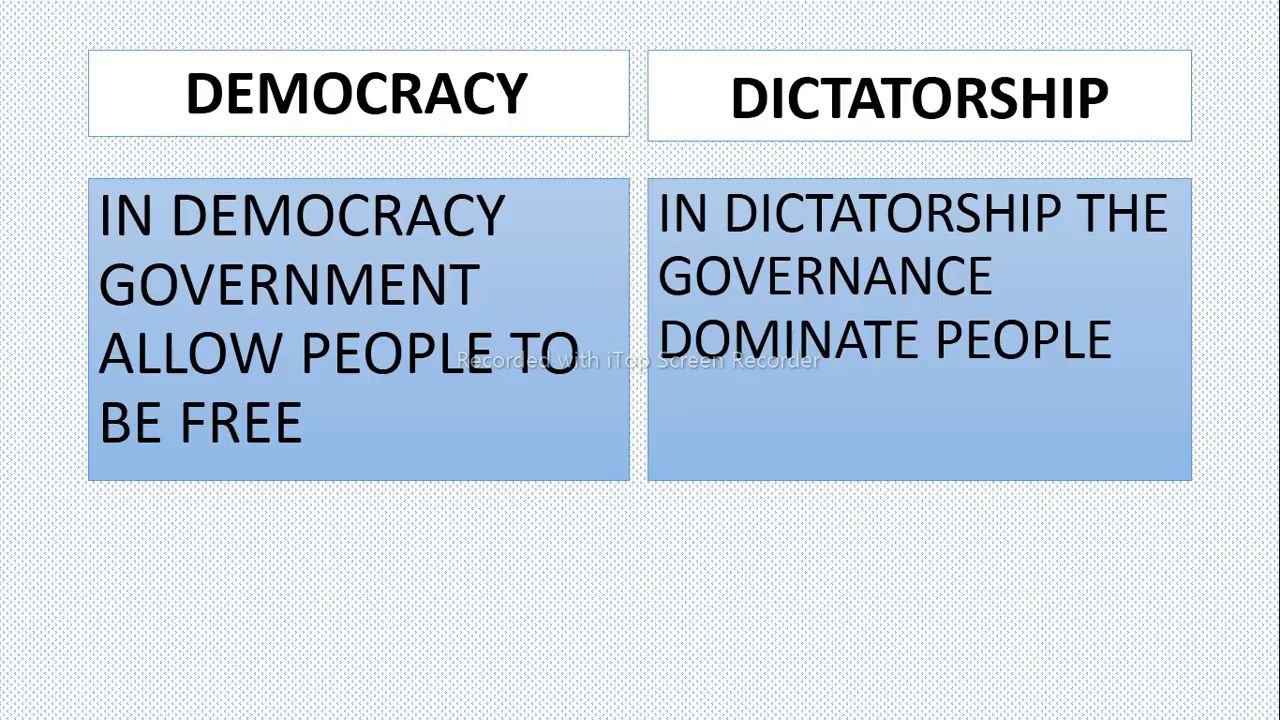 DEMOCRACY
IN DEMOCRACY
GOVERNMENT
ALLOW PEOPLE TO
BE FREE
DICTATORSHIP
IN DICTATORSHIP THE
GOVERNANCE
DOMINATE PEOPLE
Recorded with iTop Screen Recorder